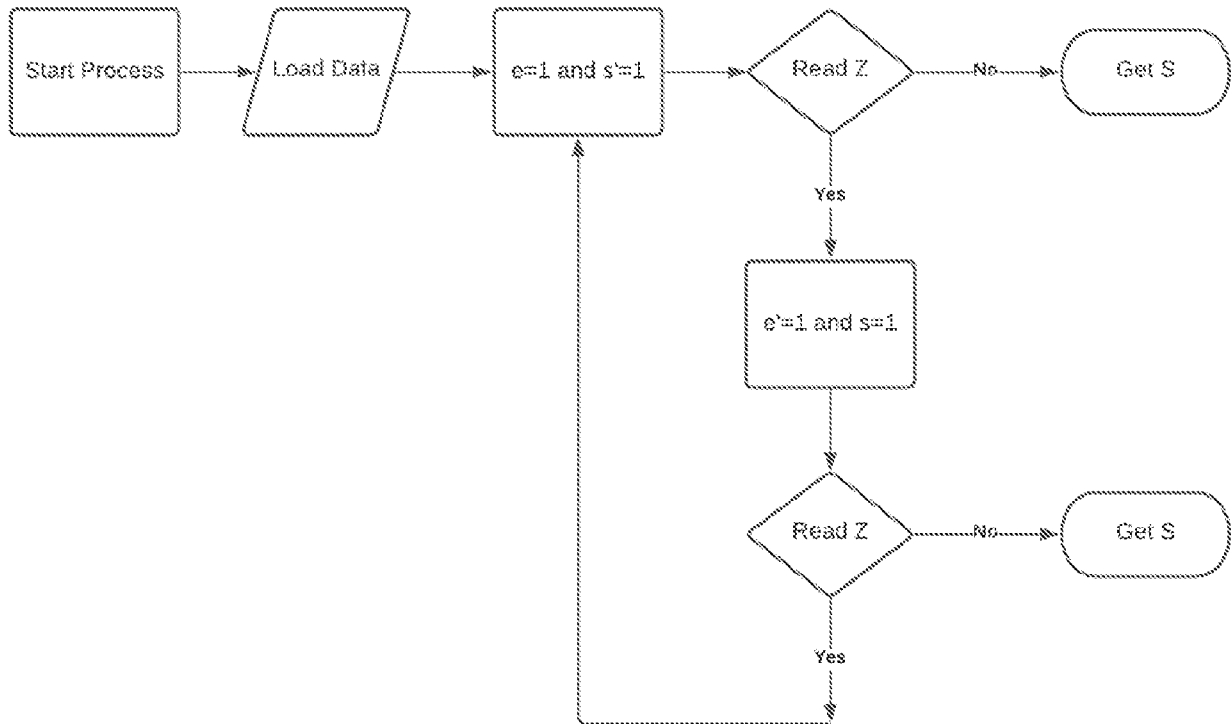 Start Process
Load Data
e=1 and s'=1
Read Z
No
Get S
Yes
e'=1 and s=1
Read Z
No
Get S
Yes